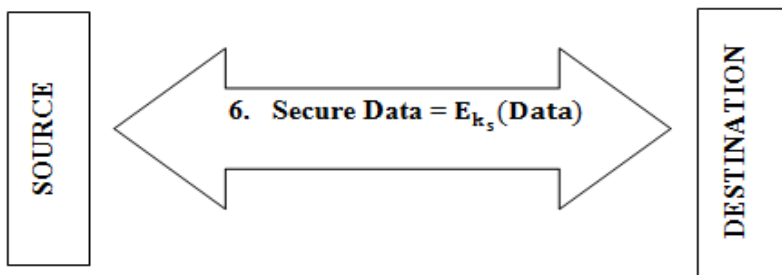 SOURCE
6. Secure Data = E_{k_s}(Data)
DESTINATION